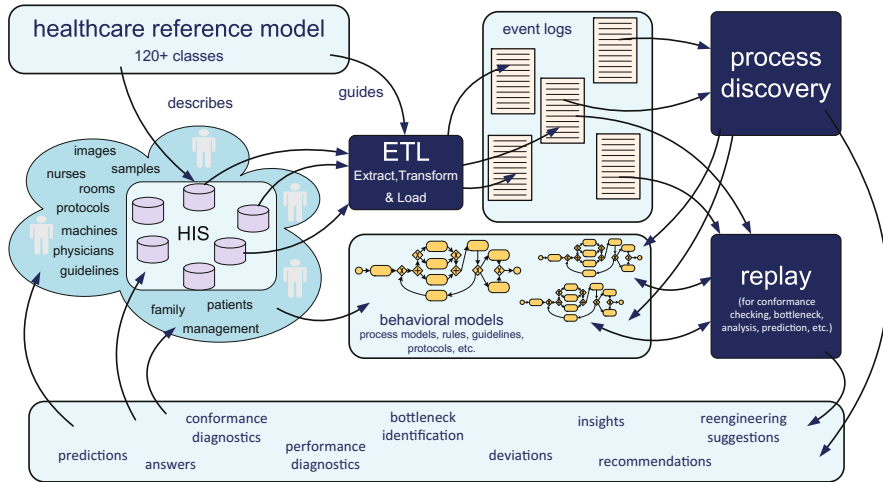 healthcare reference model
120+ classes
describes
guides
event logs
process
discovery
ETL
Extract,Transform
& Load
images
nurses
samples
rooms
protocols
machines
physicians
guidelines
HIS
family
patients
management
behavioral models
process models, rules, guidelines,
protocols, etc.
replay
(for conformance
checking, bottleneck,
analysis, prediction, etc.)
predictions
answers
conformance
diagnostics
performance
diagnostics
bottleneck
identification
deviations
insights
recommendations
reengineering
suggestions